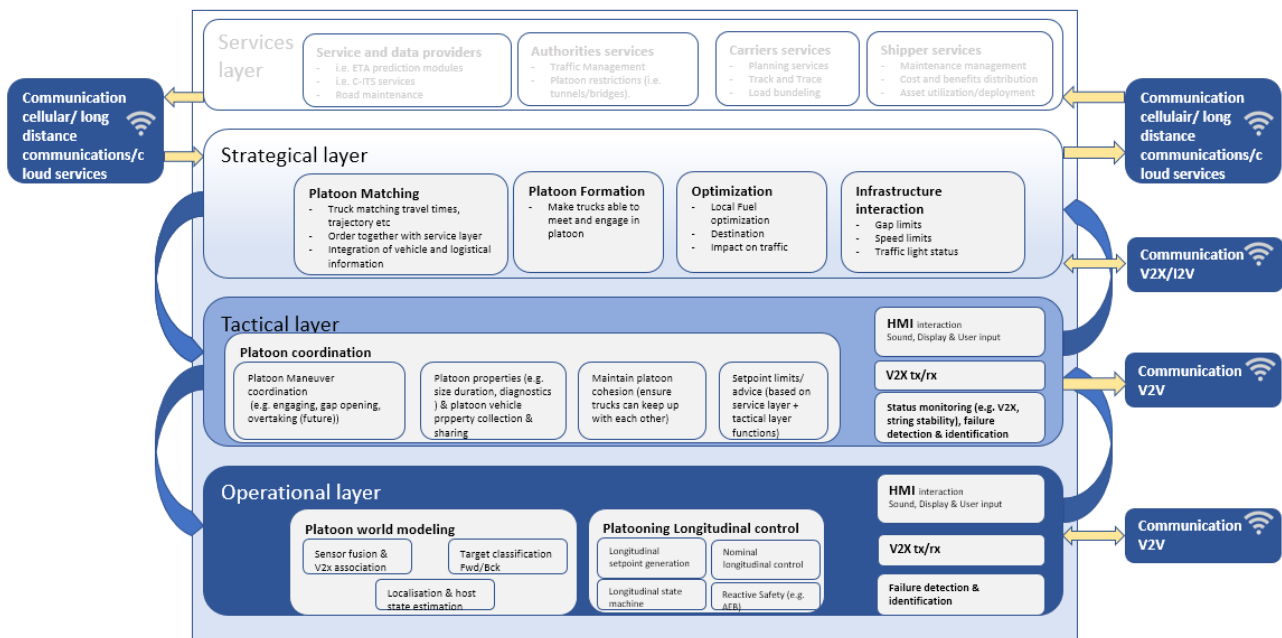 Services
layer
Service and data providers
- i.e. ETA prediction modules
- i.e. C-ITS services
- Road maintenance
Authorities services
- Traffic Management
- Platoon restrictions (i.e.
tunnels/bridges).
Carriers services
- Planning services
- Track and Trace
- Load bundeling
Shipper services
- Maintenance management
- Cost and benefits distribution
- Asset utilization/deployment
Communication
cellular/ long
distance
communications/c
loud services
Communication
cellulair/ long
distance
communications/c
loud services
Strategical layer
Platoon Matching
- Truck matching travel times,
trajectory etc
- Order together with service layer
- Integration of vehicle and logistical
information
Platoon Formation
- Make trucks able to
meet and engage in
platoon
Optimization
- Local Fuel
optimization
- Destination
- Impact on traffic
Infrastructure
interaction
- Gap limits
- Speed limits
- Traffic light status
Communication
V2X/I2V
Tactical layer
Platoon coordination
Platoon Maneuver
coordination
(e.g. engaging, gap opening,
overtaking (future))
Platoon properties (e.g.
size duration, diagnostics
) & platoon vehicle
prpperty collection &
sharing
Maintain platoon
cohesion (ensure
trucks can keep up
with each other)
Setpoint limits/
advice (based on
service layer +
tactical layer
functions)
HMI interaction
Sound, Display & User input
V2X tx/rx
Status monitoring (e.g. V2X,
string stability), failure
detection & identification
Communication
V2V
Operational layer
Platoon world modeling
Sensor fusion &
V2x association
Target classification
Fwd/Bck
Localisation & host
state estimation
Platooning Longitudinal control
Longitudinal
setpoint generation
Nominal
longitudinal control
Longitudinal state
machine
Reactive Safety (e.g.
AEB)
HMI interaction
Sound, Display & User input
V2X tx/rx
Failure detection &
identification
Communication
V2V